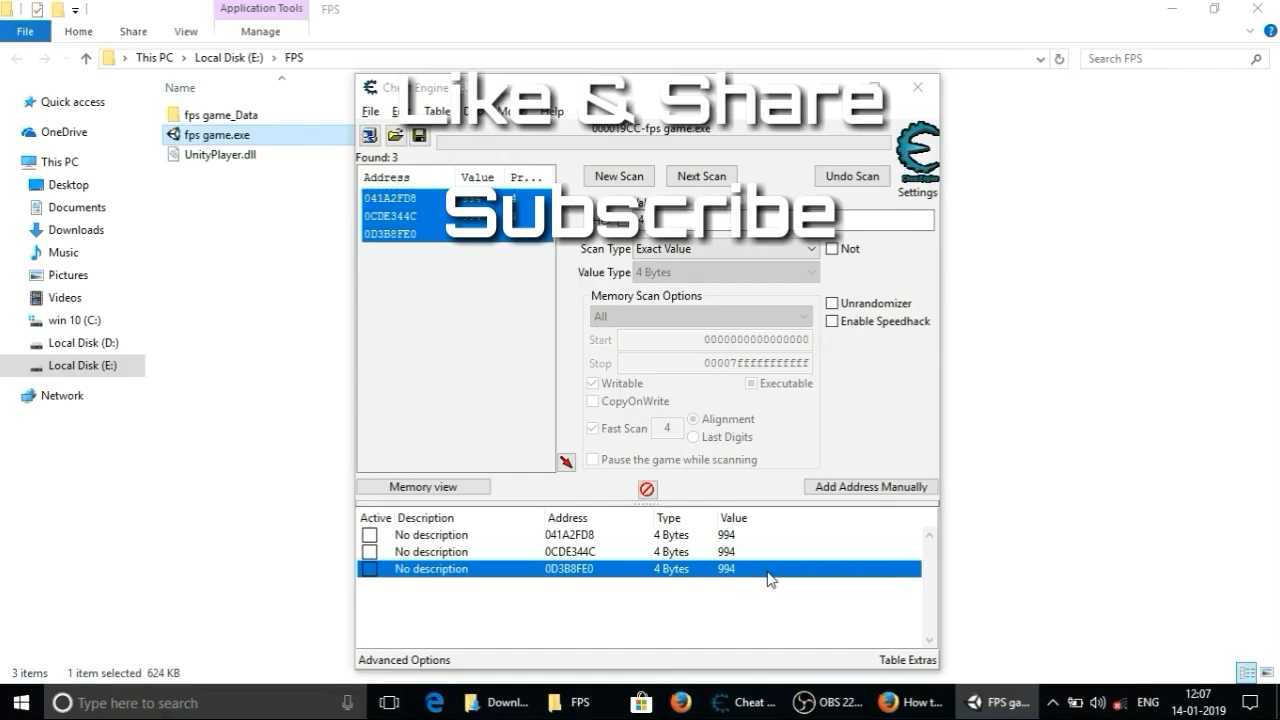 Application Tools
FPS
File
Home
Share
View
Manage
This PC
Local Disk (E:)
FPS
Search FPS
Name
Quick access
OneDrive
This PC
Desktop
Documents
Downloads
Music
Pictures
Videos
win 10 (C:)
Local Disk (D:)
Local Disk (E:)
Network
fps game_Data
fps game.exe
UnityPlayer.dll
Like & Share
Subscribe
File
Table
Help
000019CC-fps game.exe
Found: 3
Address
Value
Pr...
041A2FD8
0CDE344C
0D3B8FE0
New Scan
Next Scan
Undo Scan
Settings
Scan Type
Exact Value
Not
Value Type
4 Bytes
Memory Scan Options
All
Start
0000000000000000
Stop
00007fffffffffff
Writable
Executable
CopyOnWrite
Fast Scan
4
Alignment
Last Digits
Pause the game while scanning
Unrandomizer
Enable Speedhack
Memory view
Add Address Manually
Active Description Address Type Value
No description 041A2FD8 4 Bytes 994
No description 0CDE344C 4 Bytes 994
No description 0D3B8FE0 4 Bytes 994
Advanced Options
Table Extras
3 items 1 item selected 624 KB
Type here to search
Downl...
FPS
Cheat ...
OBS 22...
How t...
FPS ga...
ENG
12:07
14-01-2019